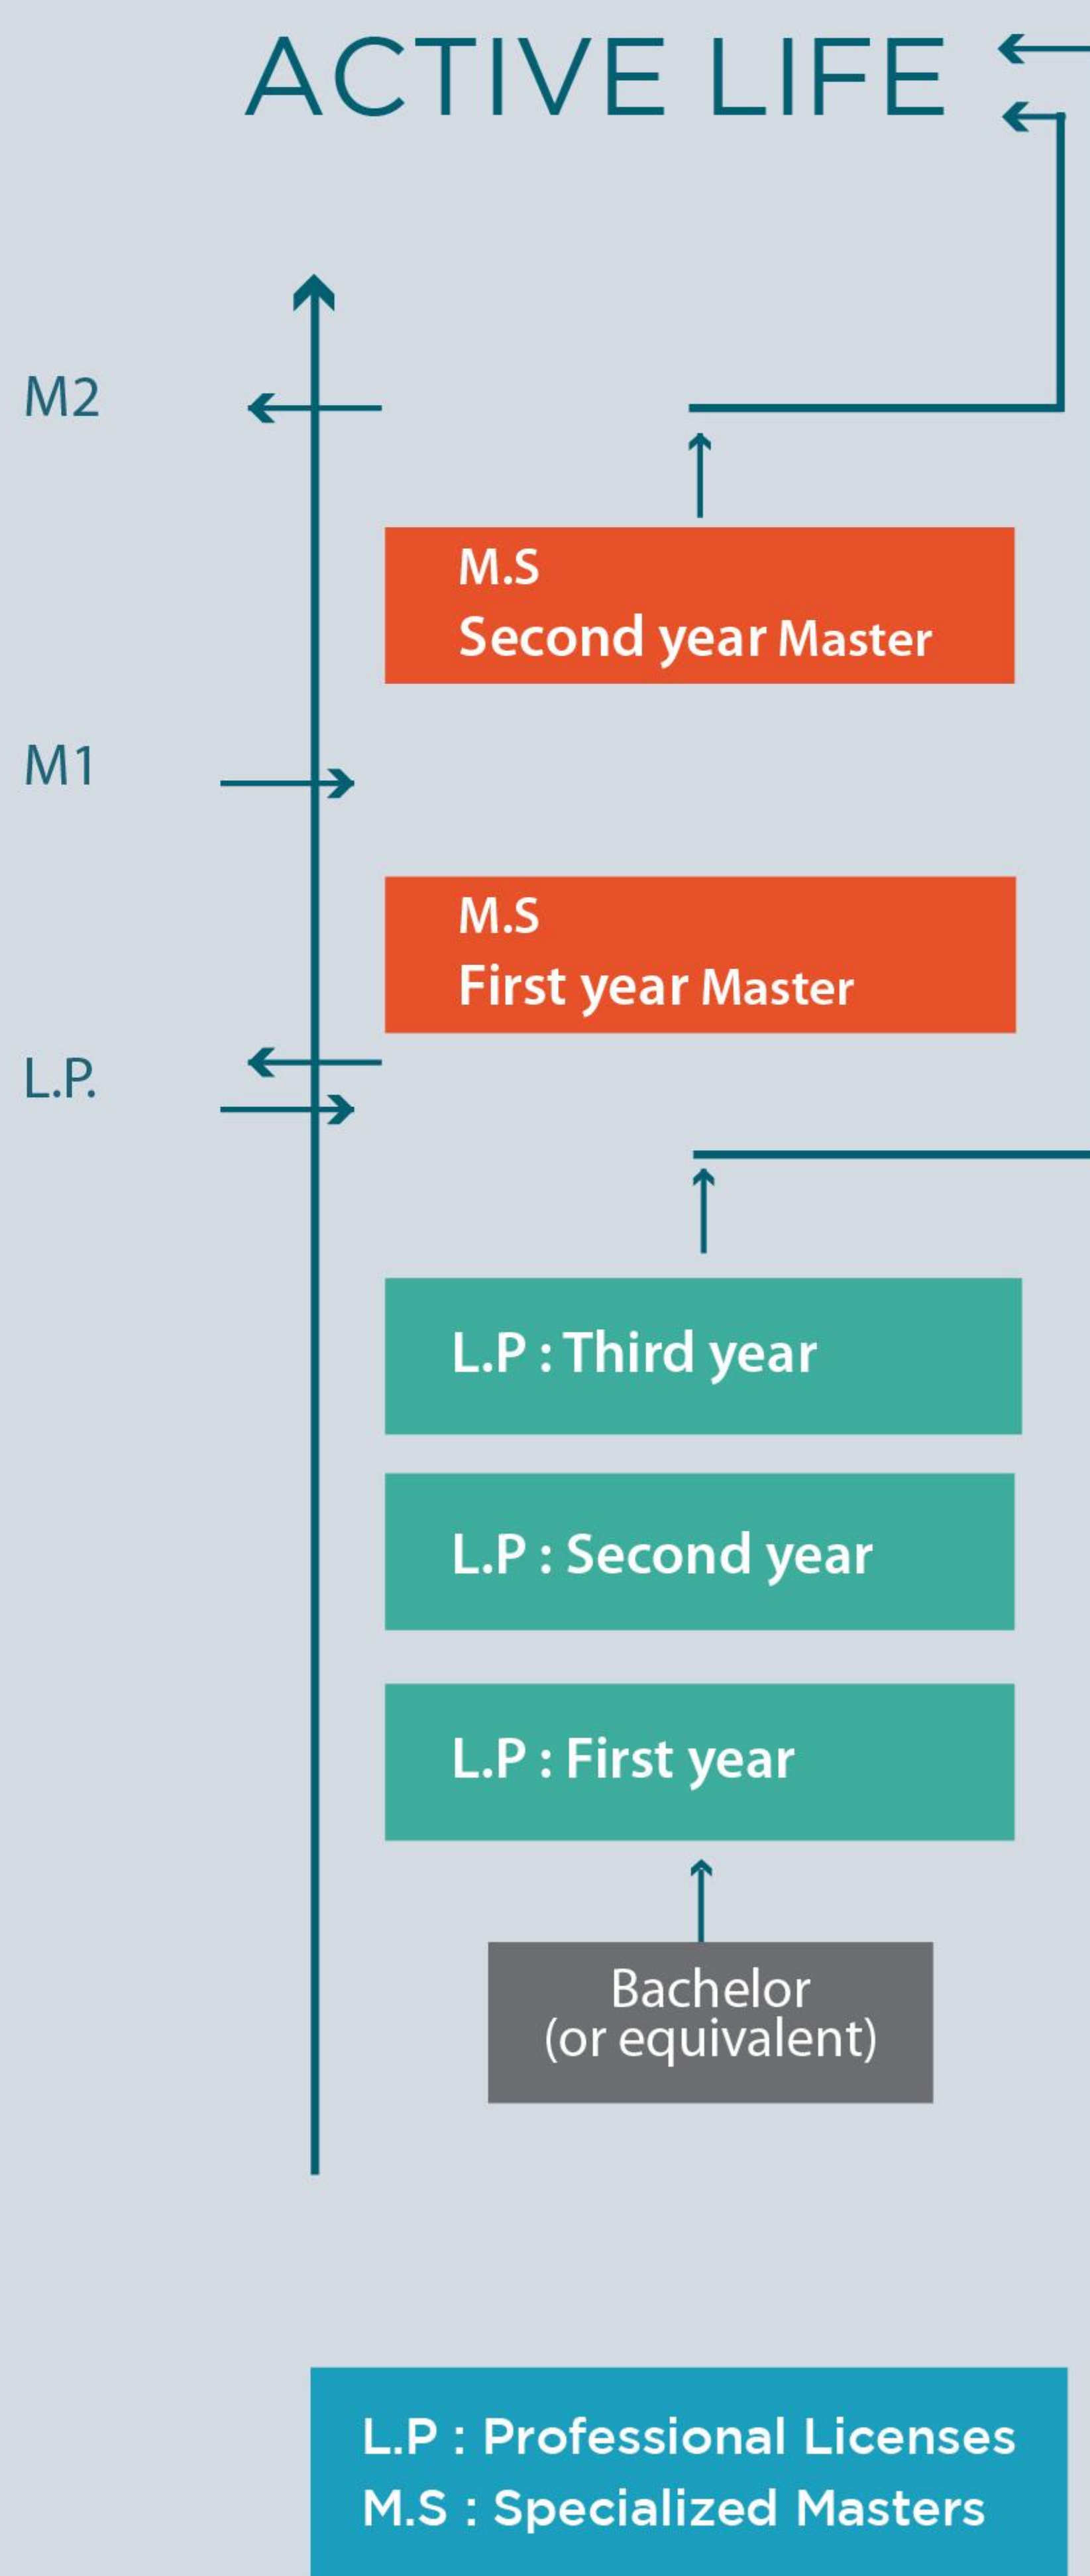 ACTIVE LIFE
M2
M.S
Second year Master
M1
M.S
First year Master
L.P.
L.P : Third year
L.P : Second year
L.P : First year
Bachelor
(or equivalent)
L.P : Professional Licenses
M.S : Specialized Masters